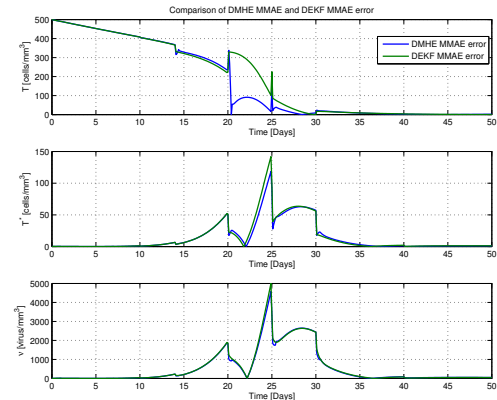 Comparison of DMHE MMAE and DEKF MMAE error
T [cells/mm³]
500
400
300
200
100
0
DMHE MMAE error
DEKF MMAE error
0 5 10 15 20 25 30 35 40 45 50
Time [Days]
T* [cells/mm³]
150
100
50
0
0 5 10 15 20 25 30 35 40 45 50
Time [Days]
v [virus/mm³]
5000
4000
3000
2000
1000
0
0 5 10 15 20 25 30 35 40 45 50
Time [Days]